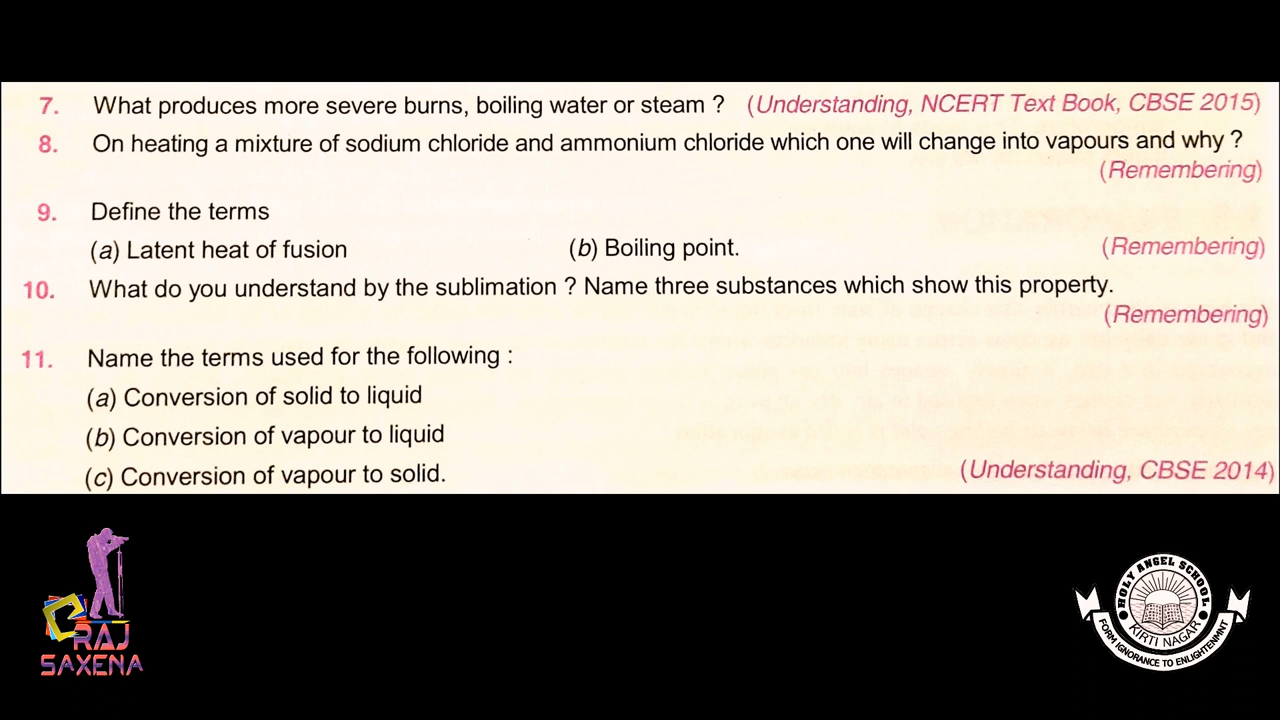 7. What produces more severe burns, boiling water or steam ? (Understanding, NCERT Text Book, CBSE 2015)
8. On heating a mixture of sodium chloride and ammonium chloride which one will change into vapours and why ?
(Remembering)
9. Define the terms
(a) Latent heat of fusion (b) Boiling point. (Remembering)
10. What do you understand by the sublimation ? Name three substances which show this property.
(Remembering)
11. Name the terms used for the following :
(a) Conversion of solid to liquid
(b) Conversion of vapour to liquid
(c) Conversion of vapour to solid. (Understanding, CBSE 2014)
RAJ
SAXENA
HOLY ANGEL SCHOOL
KIRTI NAGAR
FORM IGNORANCE TO ENLIGHTENMNT